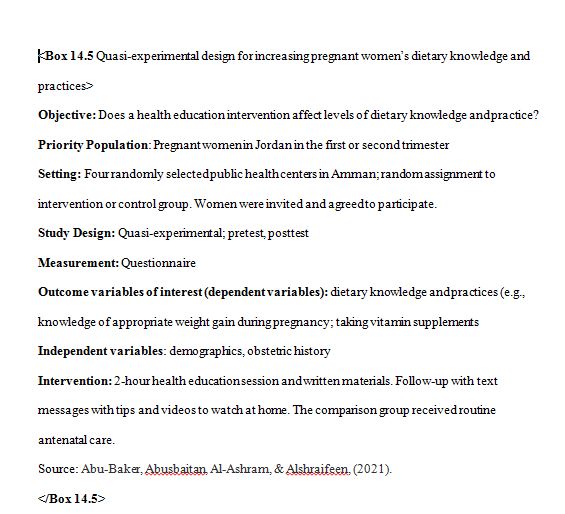 <Box 14.5 Quasi-experimental design for increasing pregnant women's dietary knowledge and
practices>
Objective: Does a health education intervention affect levels of dietary knowledge and practice?
Priority Population: Pregnant women in Jordan in the first or second trimester
Setting: Four randomly selected public health centers in Amman; random assignment to
intervention or control group. Women were invited and agreed to participate.
Study Design: Quasi-experimental; pretest, posttest
Measurement: Questionnaire
Outcome variables of interest (dependent variables): dietary knowledge and practices (e.g.,
knowledge of appropriate weight gain during pregnancy; taking vitamin supplements
Independent variables: demographics, obstetric history
Intervention: 2-hour health education session and written materials. Follow-up with text
messages with tips and videos to watch at home. The comparison group received routine
antenatal care.
Source: Abu-Baker, Abusbaitan, Al-Ashram, & Alshraifeen, (2021).
</Box 14.5>